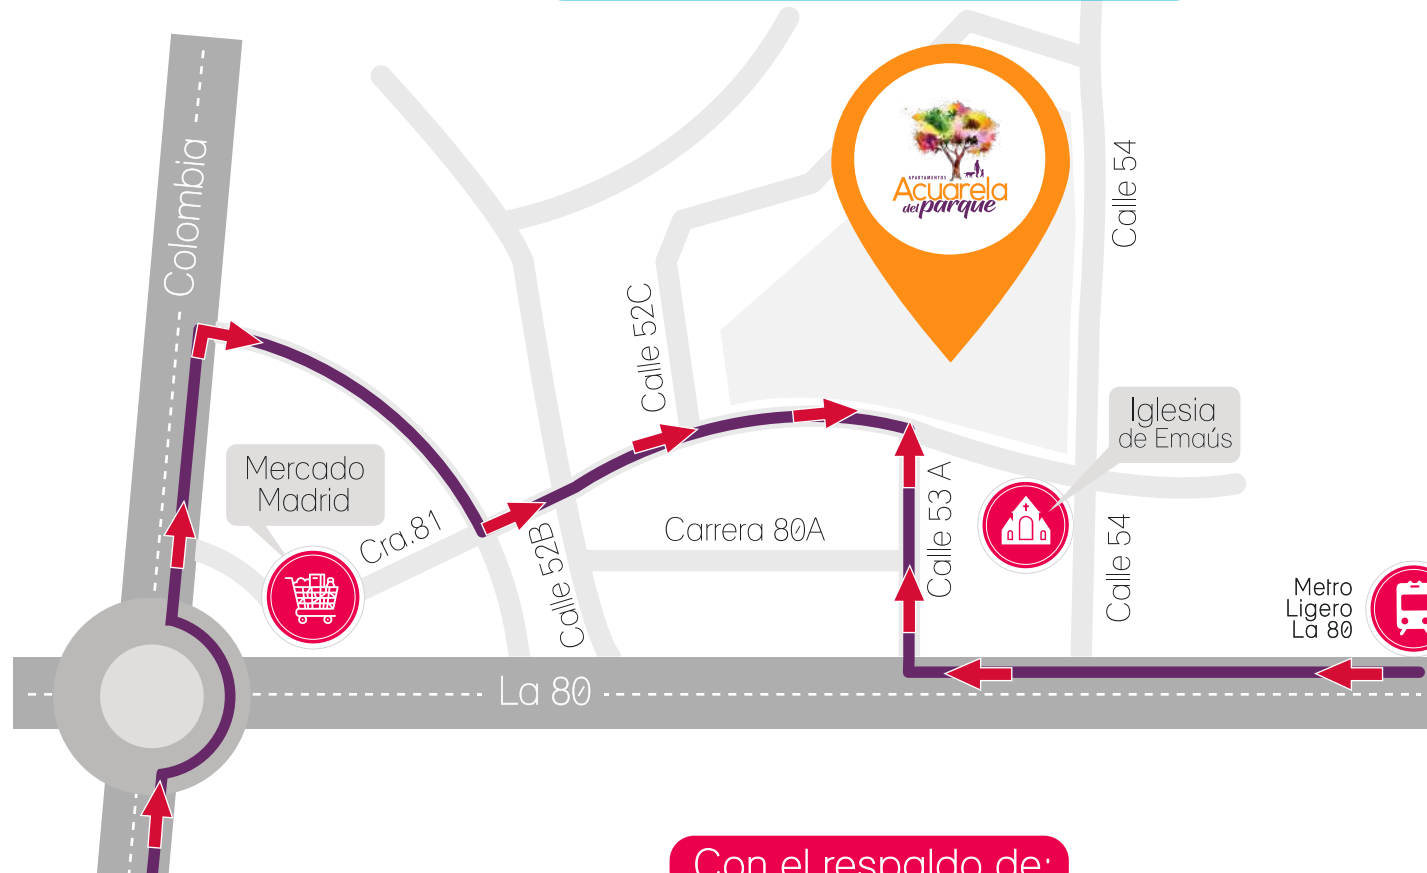 Colombia
Calle 54
APARTAMENTOS
Acuarela
del parque
Calle 52C
Iglesia
de Emaús
Mercado
Madrid
Cra.81
Calle 52B
Carrera 80A
Calle 53 A
Calle 54
Metro
Ligero
La 80
La 80
Con el respaldo de: